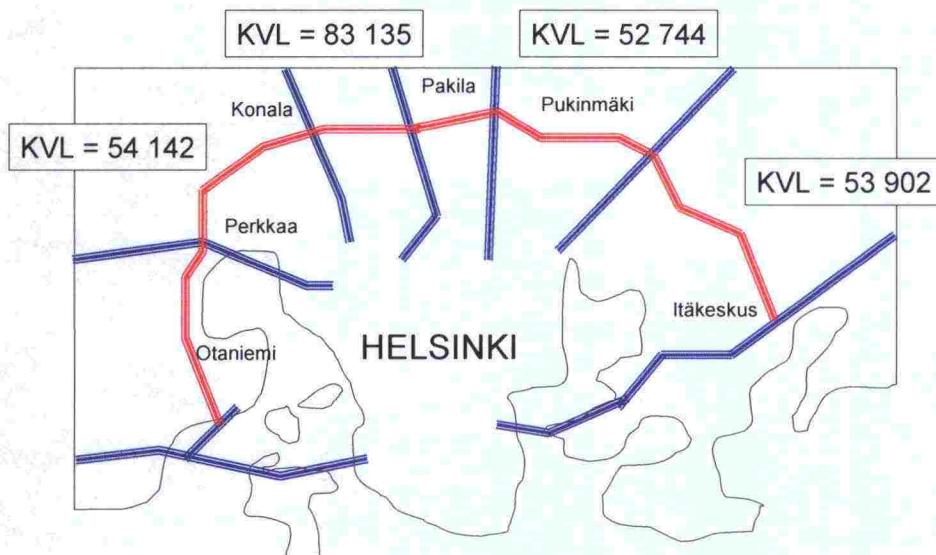 KVL = 83 135
KVL = 52 744
Pakila
Konala
Pukinmäki
KVL = 54 142
KVL = 53 902
Perkkaa
Itäkeskus
Otaniemi
HELSINKI